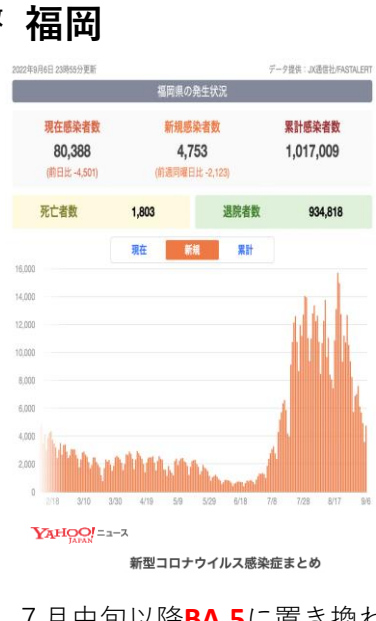 福岡
2022年9月6日 23時55分更新 データ提供：JX通信社/FASTALERT
福岡県の発生状況
現在感染者数 新規感染者数 累計感染者数
80,388 4,753 1,017,009
(前日比 -4,501) (前週同曜日比 -2,123)
死亡者数 1,803 退院者数 934,818
現在 新規 累計
16,000
14,000
12,000
10,000
8,000
6,000
4,000
2,000
0
2/18 3/10 3/30 4/19 5/9 5/29 6/18 7/8 7/28 8/17 9/6
YAHOO! JAPAN ニュース
新型コロナウイルス感染症まとめ
７月中旬以降BA.5に置き換わ